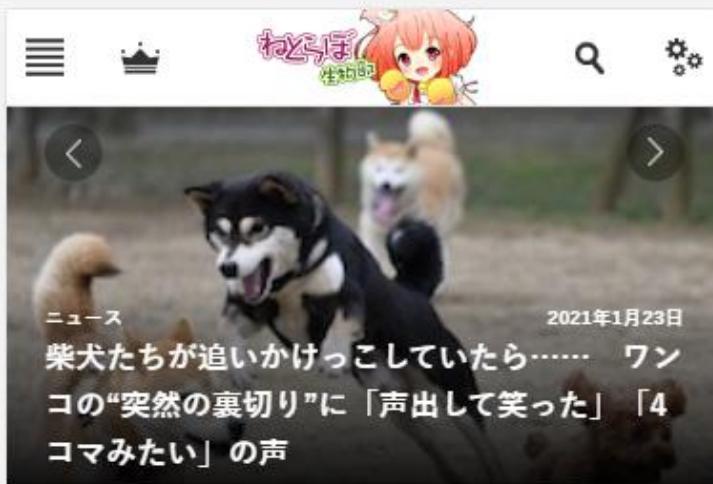 ねとらぼ
生物部
ニュース 2021年1月23日
柴犬たちが追いかけっこしていたら…… ワン
コの“突然の裏切り”に「声出して笑った」「4
コマみたい」の声